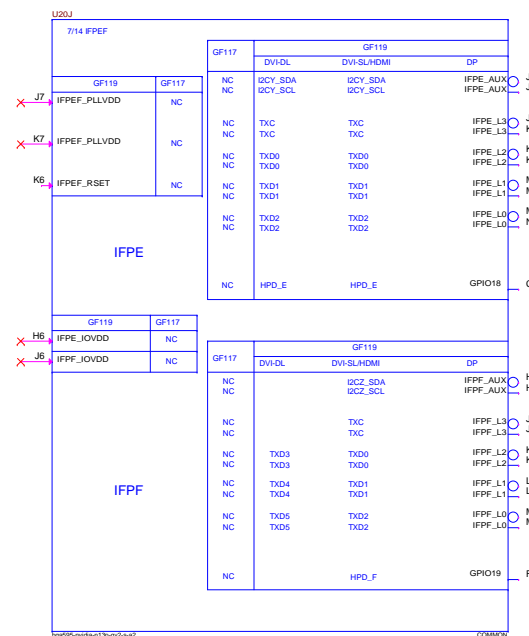 U20J
7/14 IFPEF
GF117 GF119
DVI-DL DVI-SL/HDMI DP
NC I2CY_SDA I2CY_SDA IFPE_AUX
NC I2CY_SCL I2CY_SCL IFPE_AUX
GF119 GF117
J7 IFPEF_PLLVDD NC
NC TXC TXC IFPE_L3
NC TXC TXC IFPE_L3
K7 IFPEF_PLLVDD NC
NC TXD0 TXD0 IFPE_L2
NC TXD0 TXD0 IFPE_L2
K6 IFPEF_RSET NC
NC TXD1 TXD1 IFPE_L1
NC TXD1 TXD1 IFPE_L1
NC TXD2 TXD2 IFPE_L0
NC TXD2 TXD2 IFPE_L0
IFPE
NC HPD_E HPD_E GPIO18
GF119 GF117
H6 IFPE_IOVDD NC
J6 IFPF_IOVDD NC
GF117 GF119
DVI-DL DVI-SL/HDMI DP
NC I2CZ_SDA IFPF_AUX
NC I2CZ_SCL IFPF_AUX
NC TXC IFPF_L3
NC TXC IFPF_L3
NC TXD3 TXD0 IFPF_L2
NC TXD3 TXD0 IFPF_L2
IFPF
NC TXD4 TXD1 IFPF_L1
NC TXD4 TXD1 IFPF_L1
NC TXD5 TXD2 IFPF_L0
NC TXD5 TXD2 IFPF_L0
NC HPD_F GPIO19
COMMON